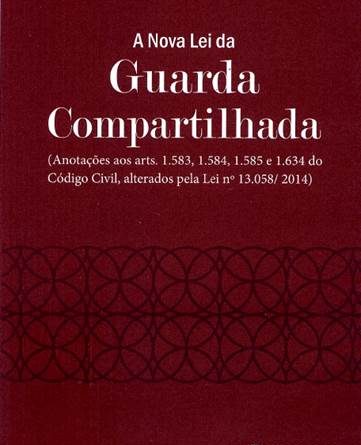 A Nova Lei da
Guarda
Compartilhada
(Anotações aos arts. 1.583, 1.584, 1.585 e 1.634 do
Código Civil, alterados pela Lei nº 13.058/ 2014)